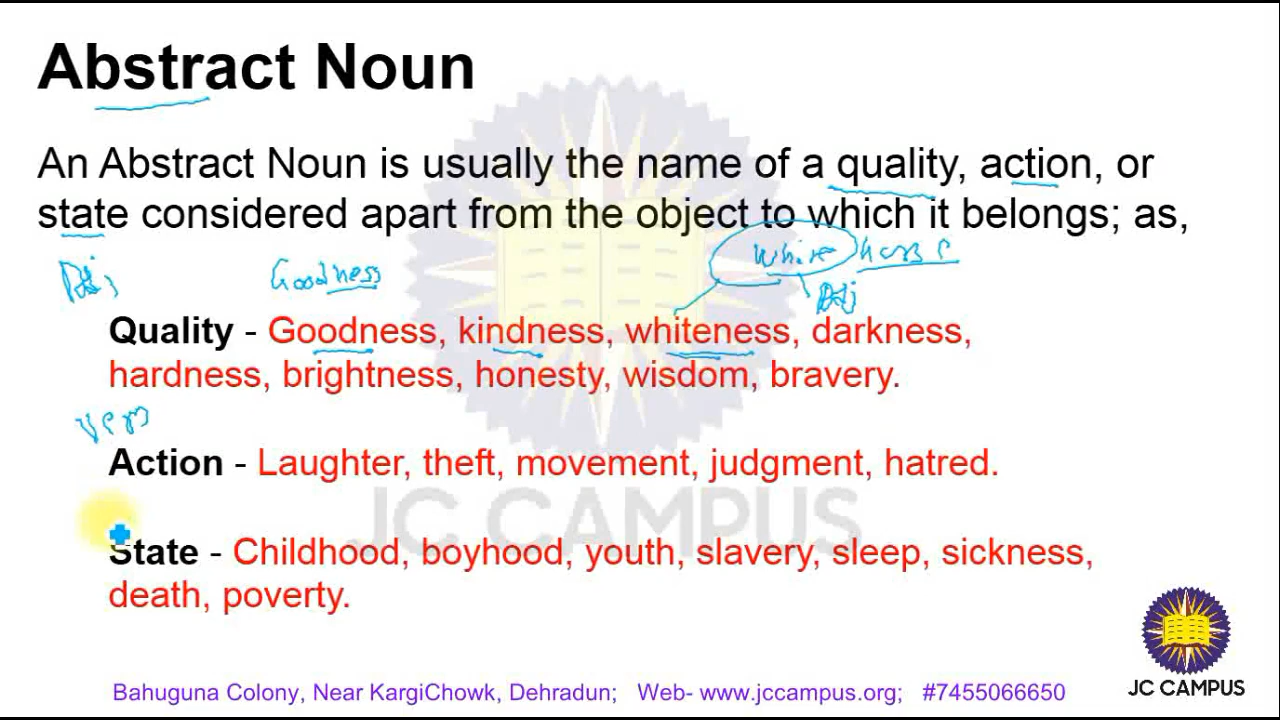 Abstract Noun
An Abstract Noun is usually the name of a quality, action, or
state considered apart from the object to which it belongs; as,
White
Adj
Goodness
Adj
Quality - Goodness, kindness, whiteness, darkness,
hardness, brightness, honesty, wisdom, bravery.
Verb
Action - Laughter, theft, movement, judgment, hatred.
JC CAMPUS
State - Childhood, boyhood, youth, slavery, sleep, sickness,
death, poverty.
JC CAMPUS
Bahuguna Colony, Near KargiChowk, Dehradun; Web- www.jccampus.org; #7455066650